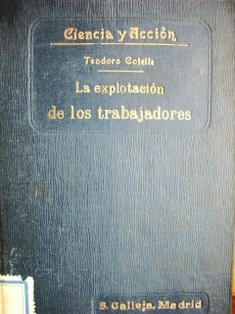 Ciencia y Acción
Teodoro Cotelle
La explotación
de los trabajadores
S. Calleja, Madrid